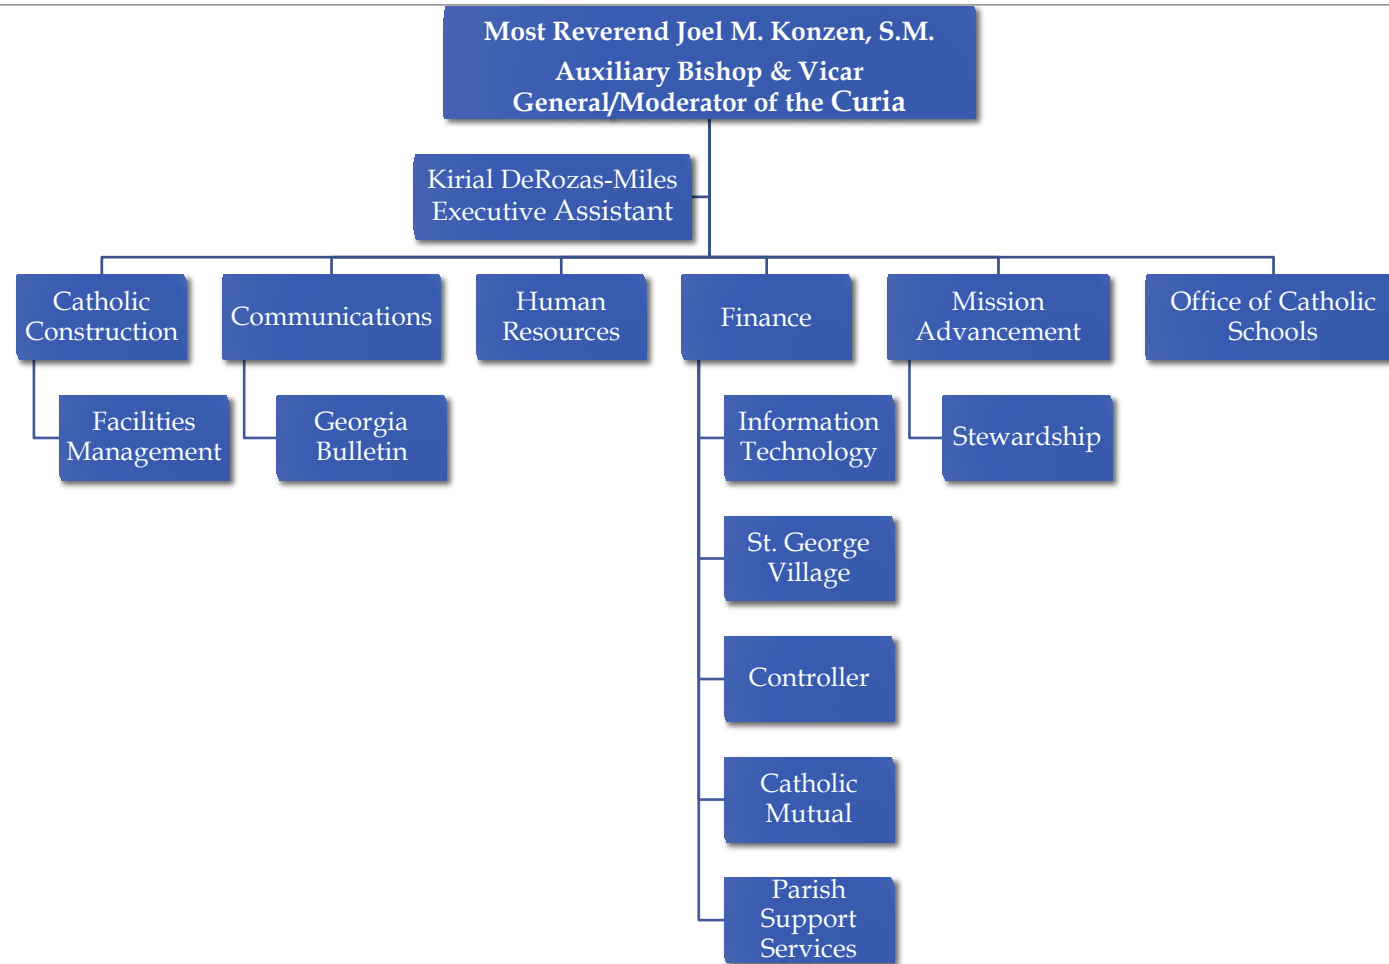 Most Reverend Joel M. Konzen, S.M.
Auxiliary Bishop & Vicar
General/Moderator of the Curia
Kirial DeRozas-Miles
Executive Assistant
Catholic
Construction
Communications
Human
Resources
Finance
Mission
Advancement
Office of Catholic
Schools
Facilities
Management
Georgia
Bulletin
Information
Technology
Stewardship
St. George
Village
Controller
Catholic
Mutual
Parish
Support
Services